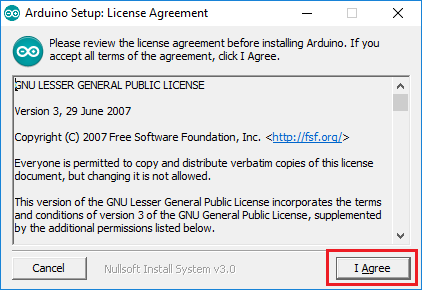 Arduino Setup: License Agreement
Please review the license agreement before installing Arduino. If you
accept all terms of the agreement, click I Agree.
GNU LESSER GENERAL PUBLIC LICENSE
Version 3, 29 June 2007
Copyright (C) 2007 Free Software Foundation, Inc. <http://fsf.org/>
Everyone is permitted to copy and distribute verbatim copies of this license
document, but changing it is not allowed.
This version of the GNU Lesser General Public License incorporates the terms
and conditions of version 3 of the GNU General Public License, supplemented
by the additional permissions listed below.
Cancel
Nullsoft Install System v3.0
I Agree